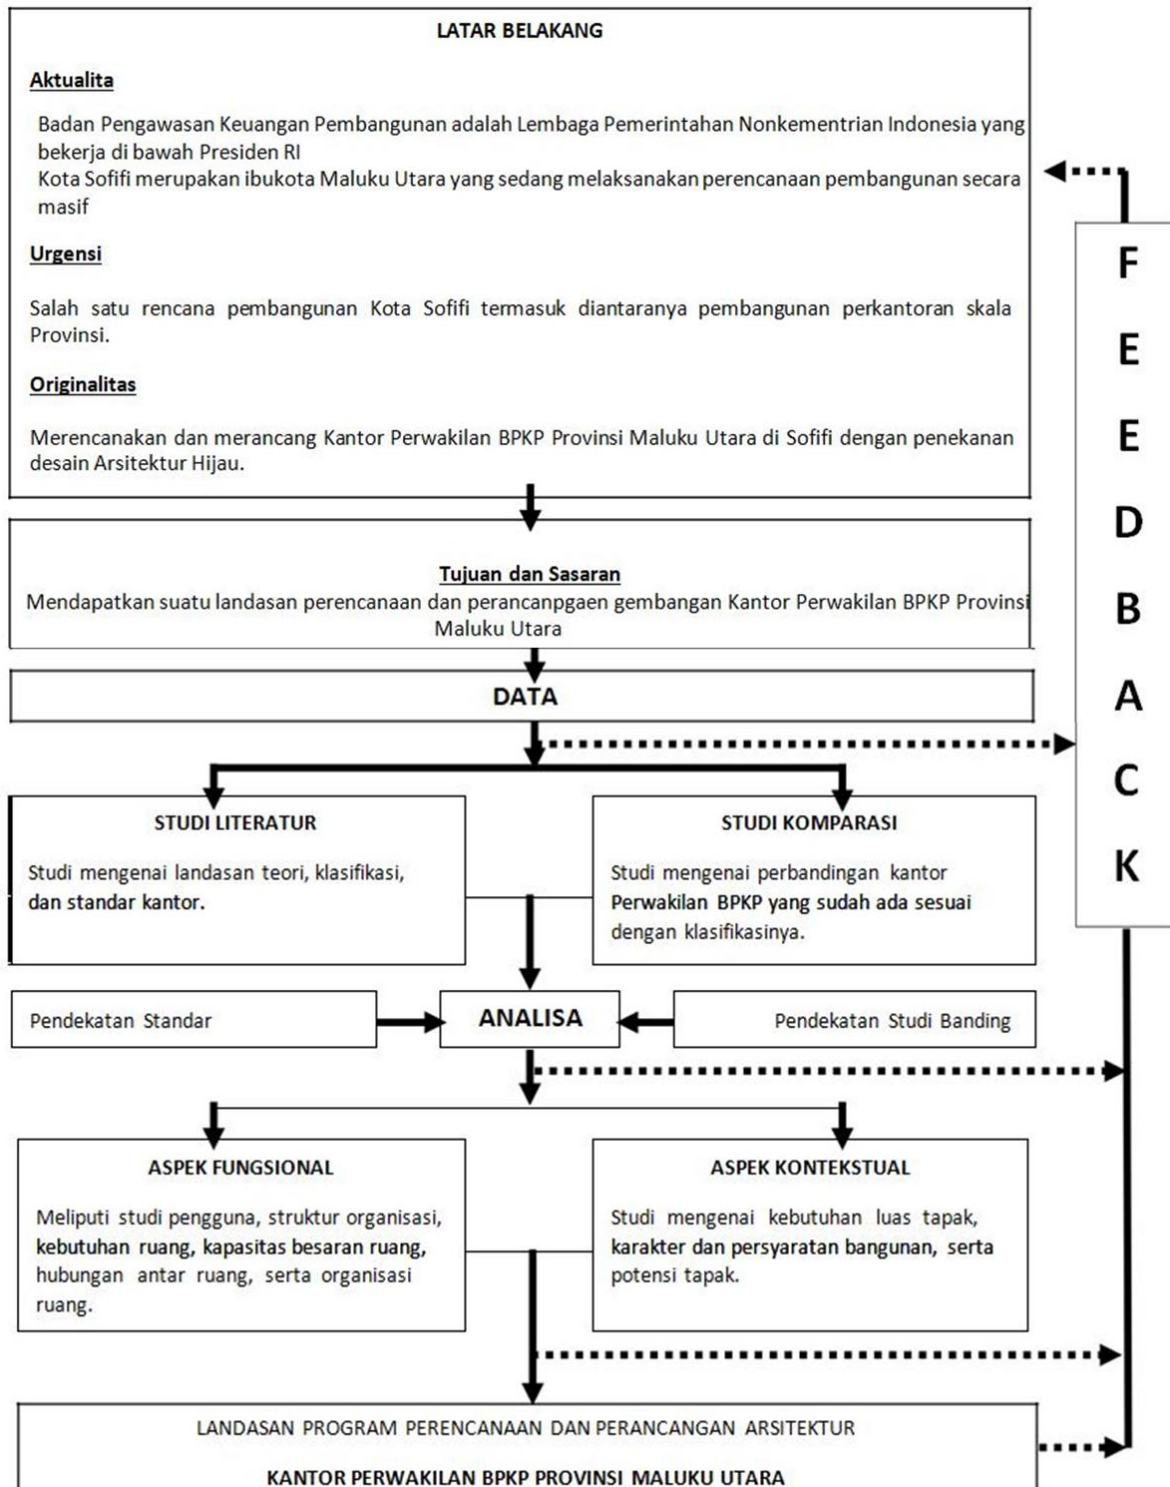 LATAR BELAKANG
Aktualita
Badan Pengawasan Keuangan Pembangunan adalah Lembaga Pemerintahan Nonkementrian Indonesia yang
bekerja di bawah Presiden RI
Kota Sofifi merupakan ibukota Maluku Utara yang sedang melaksanakan perencanaan pembangunan secara
masif
Urgensi
Salah satu rencana pembangunan Kota Sofifi termasuk diantaranya pembangunan perkantoran skala
Provinsi.
Originalitas
Merencanakan dan merancang Kantor Perwakilan BPKP Provinsi Maluku Utara di Sofifi dengan penekanan
desain Arsitektur Hijau.
Tujuan dan Sasaran
Mendapatkan suatu landasan perencanaan dan perancanpgaen gembangan Kantor Perwakilan BPKP Provinsi
Maluku Utara
DATA
STUDI LITERATUR
Studi mengenai landasan teori, klasifikasi,
dan standar kantor.
STUDI KOMPARASI
Studi mengenai perbandingan kantor
Perwakilan BPKP yang sudah ada sesuai
dengan klasifikasinya.
Pendekatan Standar
ANALISA
Pendekatan Studi Banding
ASPEK FUNGSIONAL
Meliputi studi pengguna, struktur organisasi,
kebutuhan ruang, kapasitas besaran ruang,
hubungan antar ruang, serta organisasi
ruang.
ASPEK KONTEKSTUAL
Studi mengenai kebutuhan luas tapak,
karakter dan persyaratan bangunan, serta
potensi tapak.
LANDASAN PROGRAM PERENCANAAN DAN PERANCANGAN ARSITEKTUR
KANTOR PERWAKILAN BPKP PROVINSI MALUKU UTARA
F
E
E
D
B
A
C
K